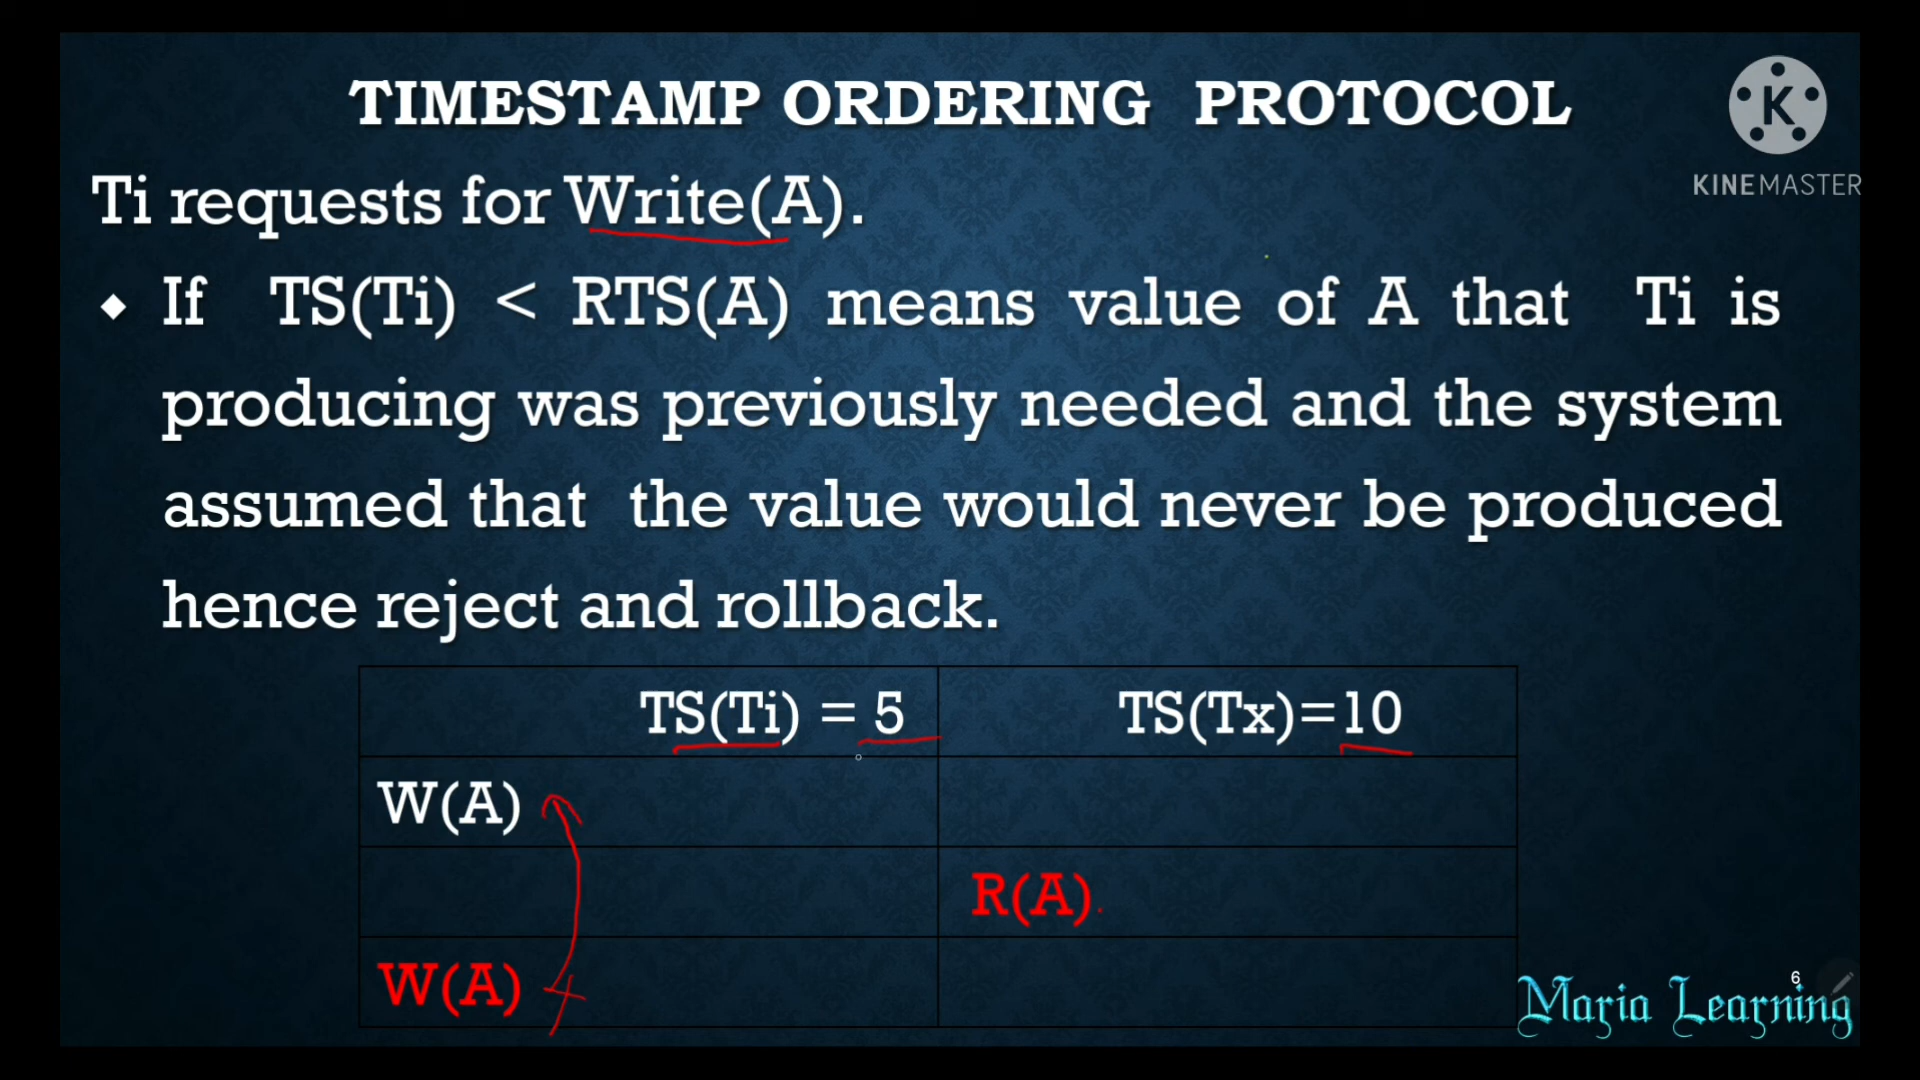 TIMESTAMP ORDERING PROTOCOL
K
KINEMASTER
Ti requests for Write(A).
If TS(Ti) < RTS(A) means value of A that Ti is
producing was previously needed and the system
assumed that the value would never be produced
hence reject and rollback.
TS(Ti) = 5 TS(Tx)=10
W(A)
R(A)
W(A)
6
Maria Learning